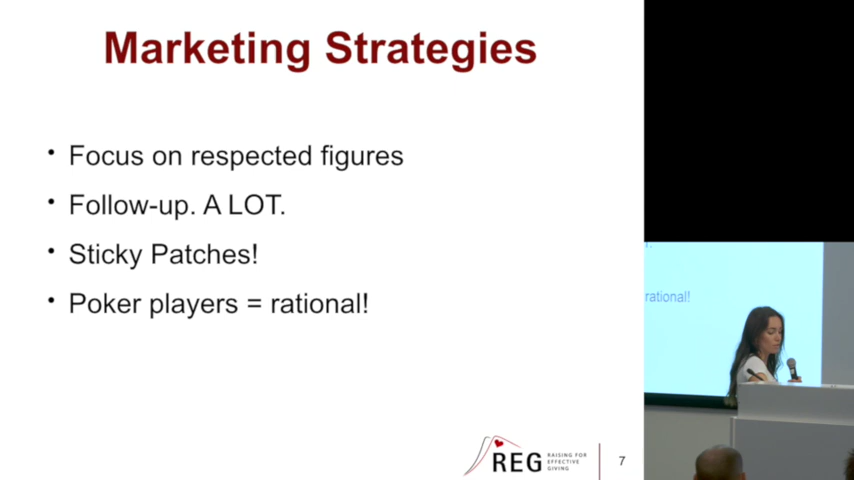 Marketing Strategies
• Focus on respected figures
• Follow-up. A LOT.
• Sticky Patches!
• Poker players = rational!
REG
RAISING FOR
EFFECTIVE
GIVING
7
rational!